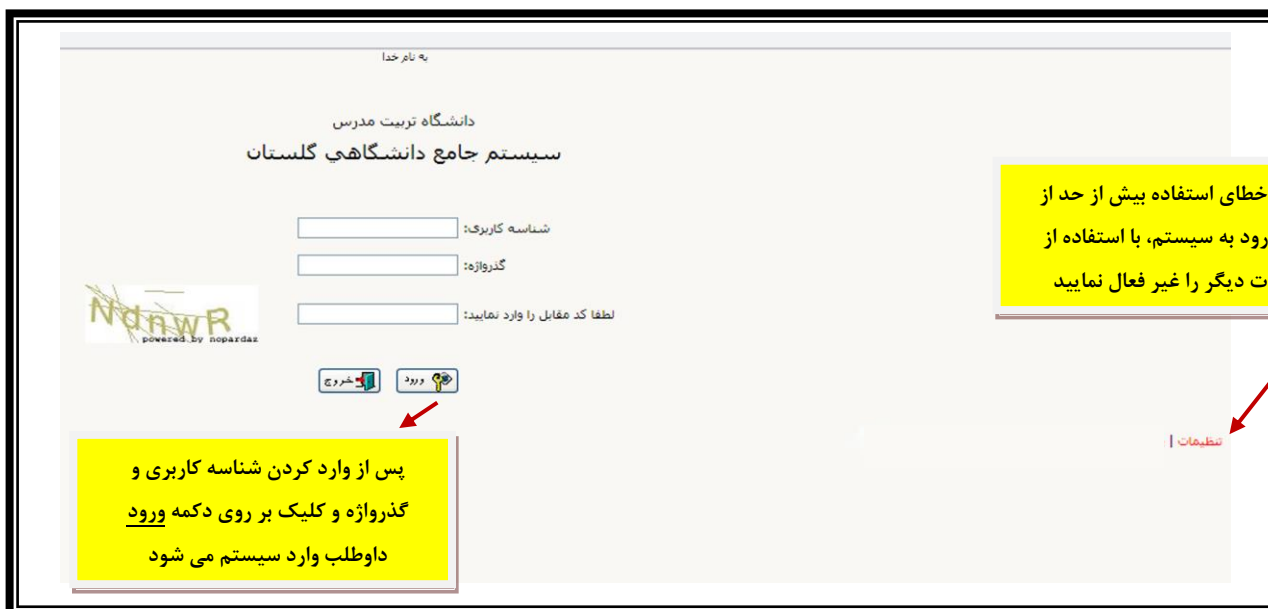 به نام خدا
دانشگاه تربیت مدرس
سیستم جامع دانشگاهي گلستان
شناسه کاربری:
گذرواژه:
لطفا کد مقابل را وارد نمایید:
NdnwR
powered by nopardaz
ورود
خروج
خطای استفاده بیش از حد از
به سیستم، با استفاده از
دیگر را غیر فعال نمایید
تنظیمات |
پس از وارد کردن شناسه کاربری و
گذرواژه و کلیک بر روی دکمه ورود
داوطلب وارد سیستم می شود